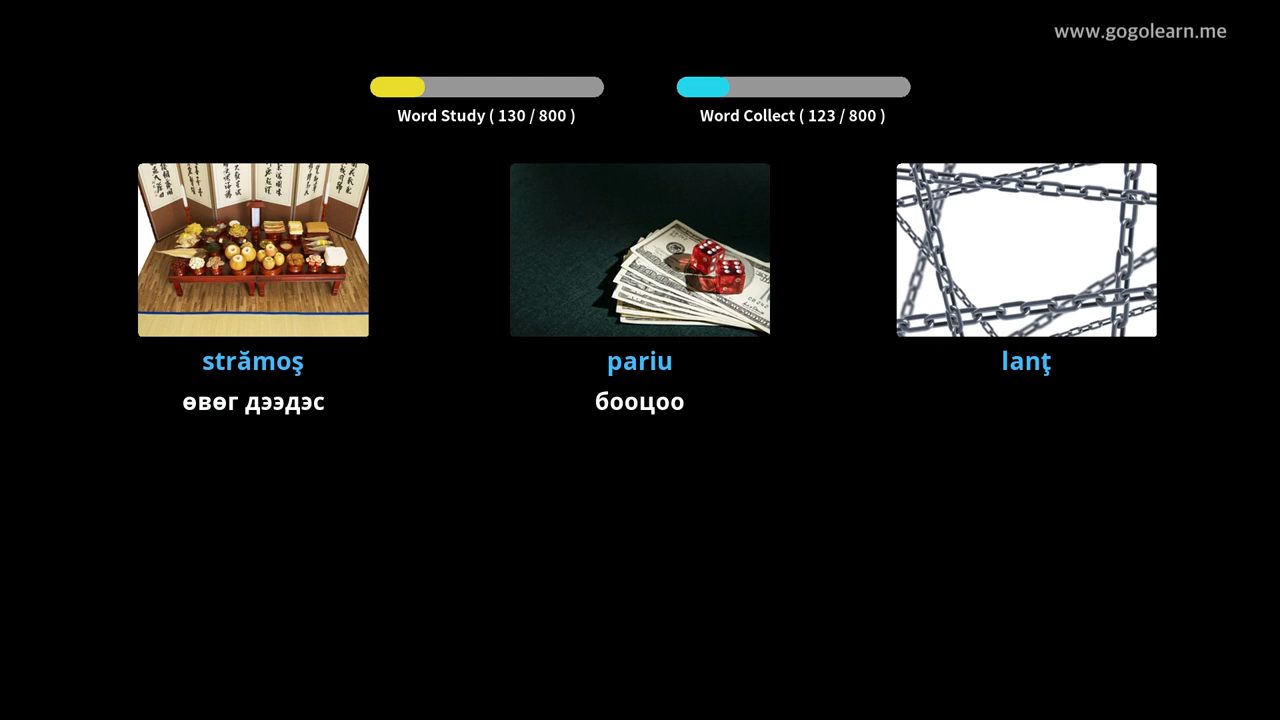 www.gogolearn.me
Word Study ( 130 / 800 )
Word Collect ( 123 / 800 )
strămoş
pariu
lanţ
өвөг дээдэс
бооцоо